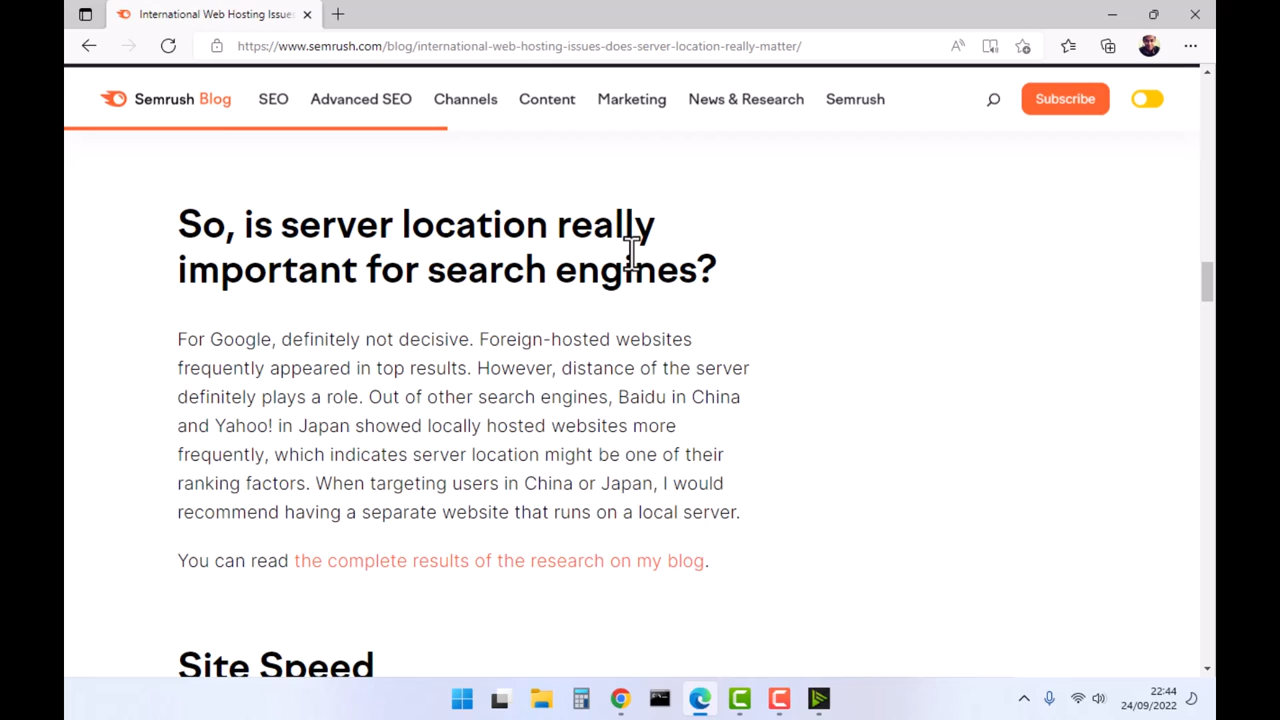 International Web Hosting Issues
https://www.semrush.com/blog/international-web-hosting-issues-does-server-location-really-matter/
Semrush Blog SEO Advanced SEO Channels Content Marketing News & Research Semrush Subscribe
So, is server location really
important for search engines?
For Google, definitely not decisive. Foreign-hosted websites
frequently appeared in top results. However, distance of the server
definitely plays a role. Out of other search engines, Baidu in China
and Yahoo! in Japan showed locally hosted websites more
frequently, which indicates server location might be one of their
ranking factors. When targeting users in China or Japan, I would
recommend having a separate website that runs on a local server.
You can read the complete results of the research on my blog.
Site Speed
22:44
24/09/2022